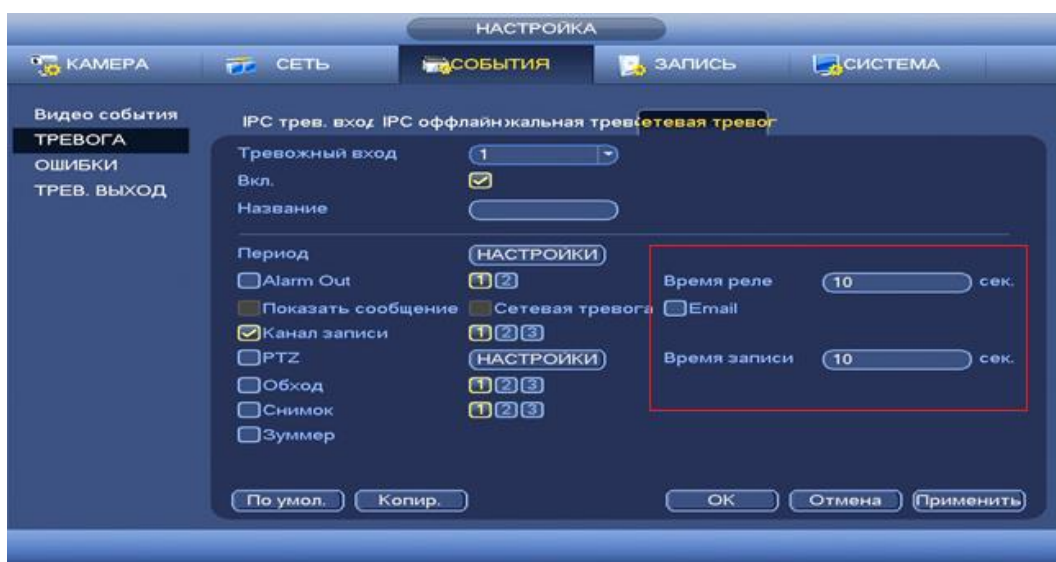 НАСТРОЙКА
КАМЕРА СЕТЬ СОБЫТИЯ ЗАПИСЬ СИСТЕМА
Видео события
ТРЕВОГА
ОШИБКИ
ТРЕВ. ВЫХОД
IPC трев. вход IPC оффлайн жальная трев етевая тревог
Тревожный вход 1
Вкл.
Название
Период НАСТРОЙКИ
Alarm Out 1 2 Время реле 10 сек.
Показать сообщение Сетевая тревога Email
Канал записи 1 2 3
PTZ НАСТРОЙКИ Время записи 10 сек.
Обход 1 2 3
Снимок 1 2 3
Зуммер
По умол. Копир. OK Отмена Применить